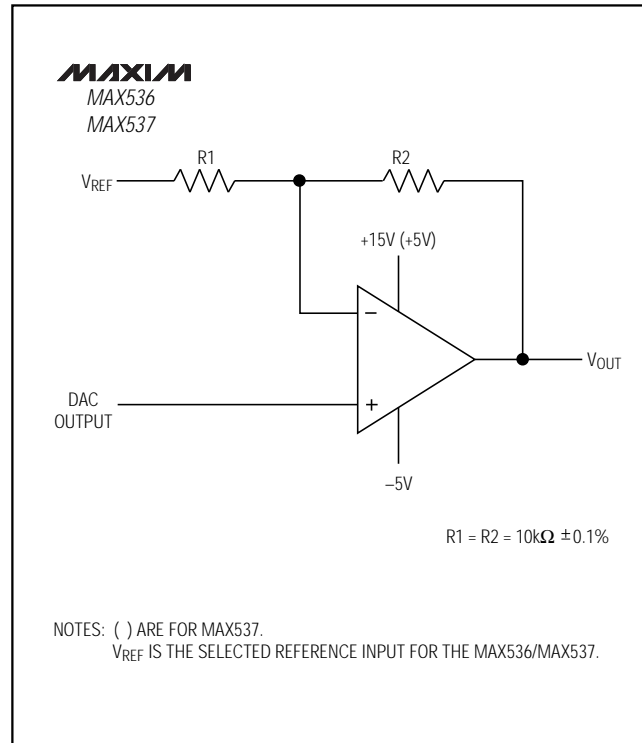 MAXIM
MAX536
MAX537
R1
R2
VREF
+15V (+5V)
−
VOUT
DAC
OUTPUT
+
−5V
R1 = R2 = 10kΩ ±0.1%
NOTES: ( ) ARE FOR MAX537.
VREF IS THE SELECTED REFERENCE INPUT FOR THE MAX536/MAX537.